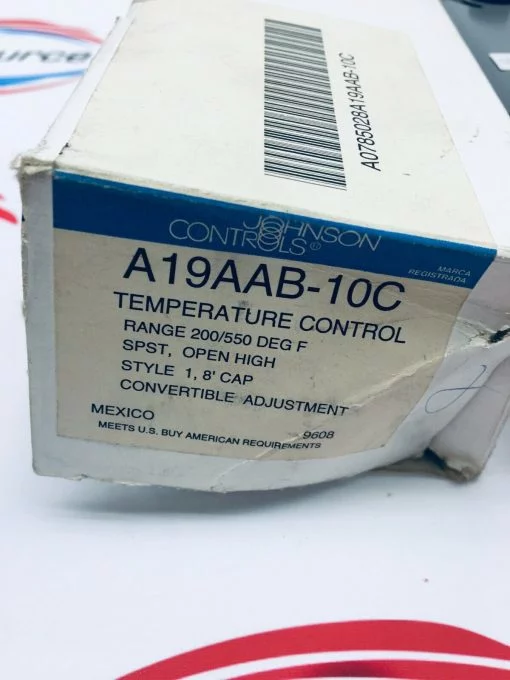 ource
A0785028A19AAB-10C
JOHNSON
CONTROLS®
MARCA
REGISTRADA
A19AAB-10C
TEMPERATURE CONTROL
RANGE 200/550 DEG F
SPST, OPEN HIGH
STYLE 1, 8' CAP
CONVERTIBLE ADJUSTMENT
MEXICO 9608
MEETS U.S. BUY AMERICAN REQUIREMENTS